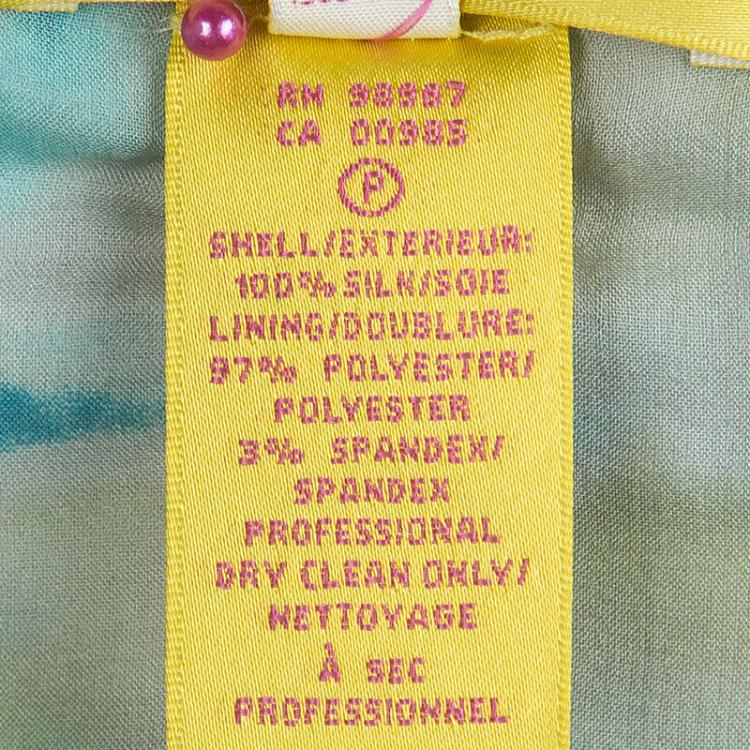 RN 98987
CA 00985
P
SHELL/EXTERIEUR:
100% SILK/SOIE
LINING/DOUBLURE:
97% POLYESTER/
POLYESTER
3% SPANDEX/
SPANDEX
PROFESSIONAL
DRY CLEAN ONLY/
NETTOYAGE
À SEC
PROFESSIONNEL